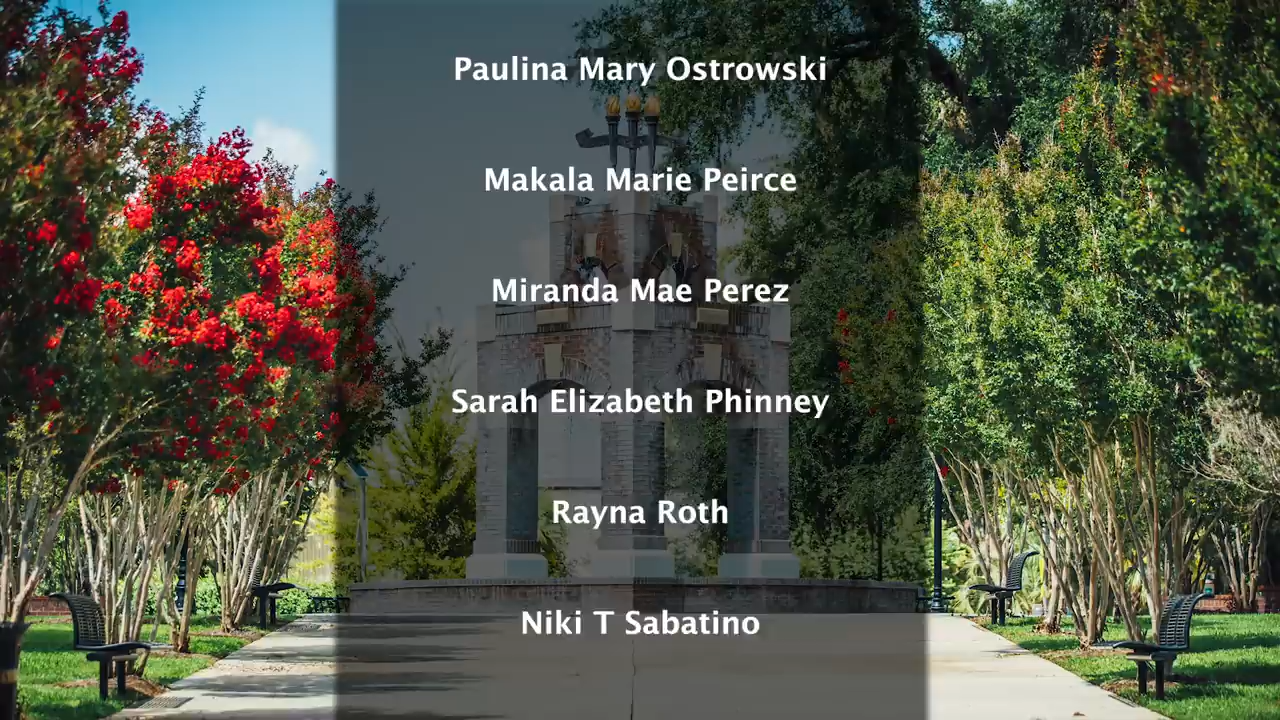 Paulina Mary Ostrowski
Makala Marie Peirce
Miranda Mae Perez
Sarah Elizabeth Phinney
Rayna Roth
Niki T Sabatino